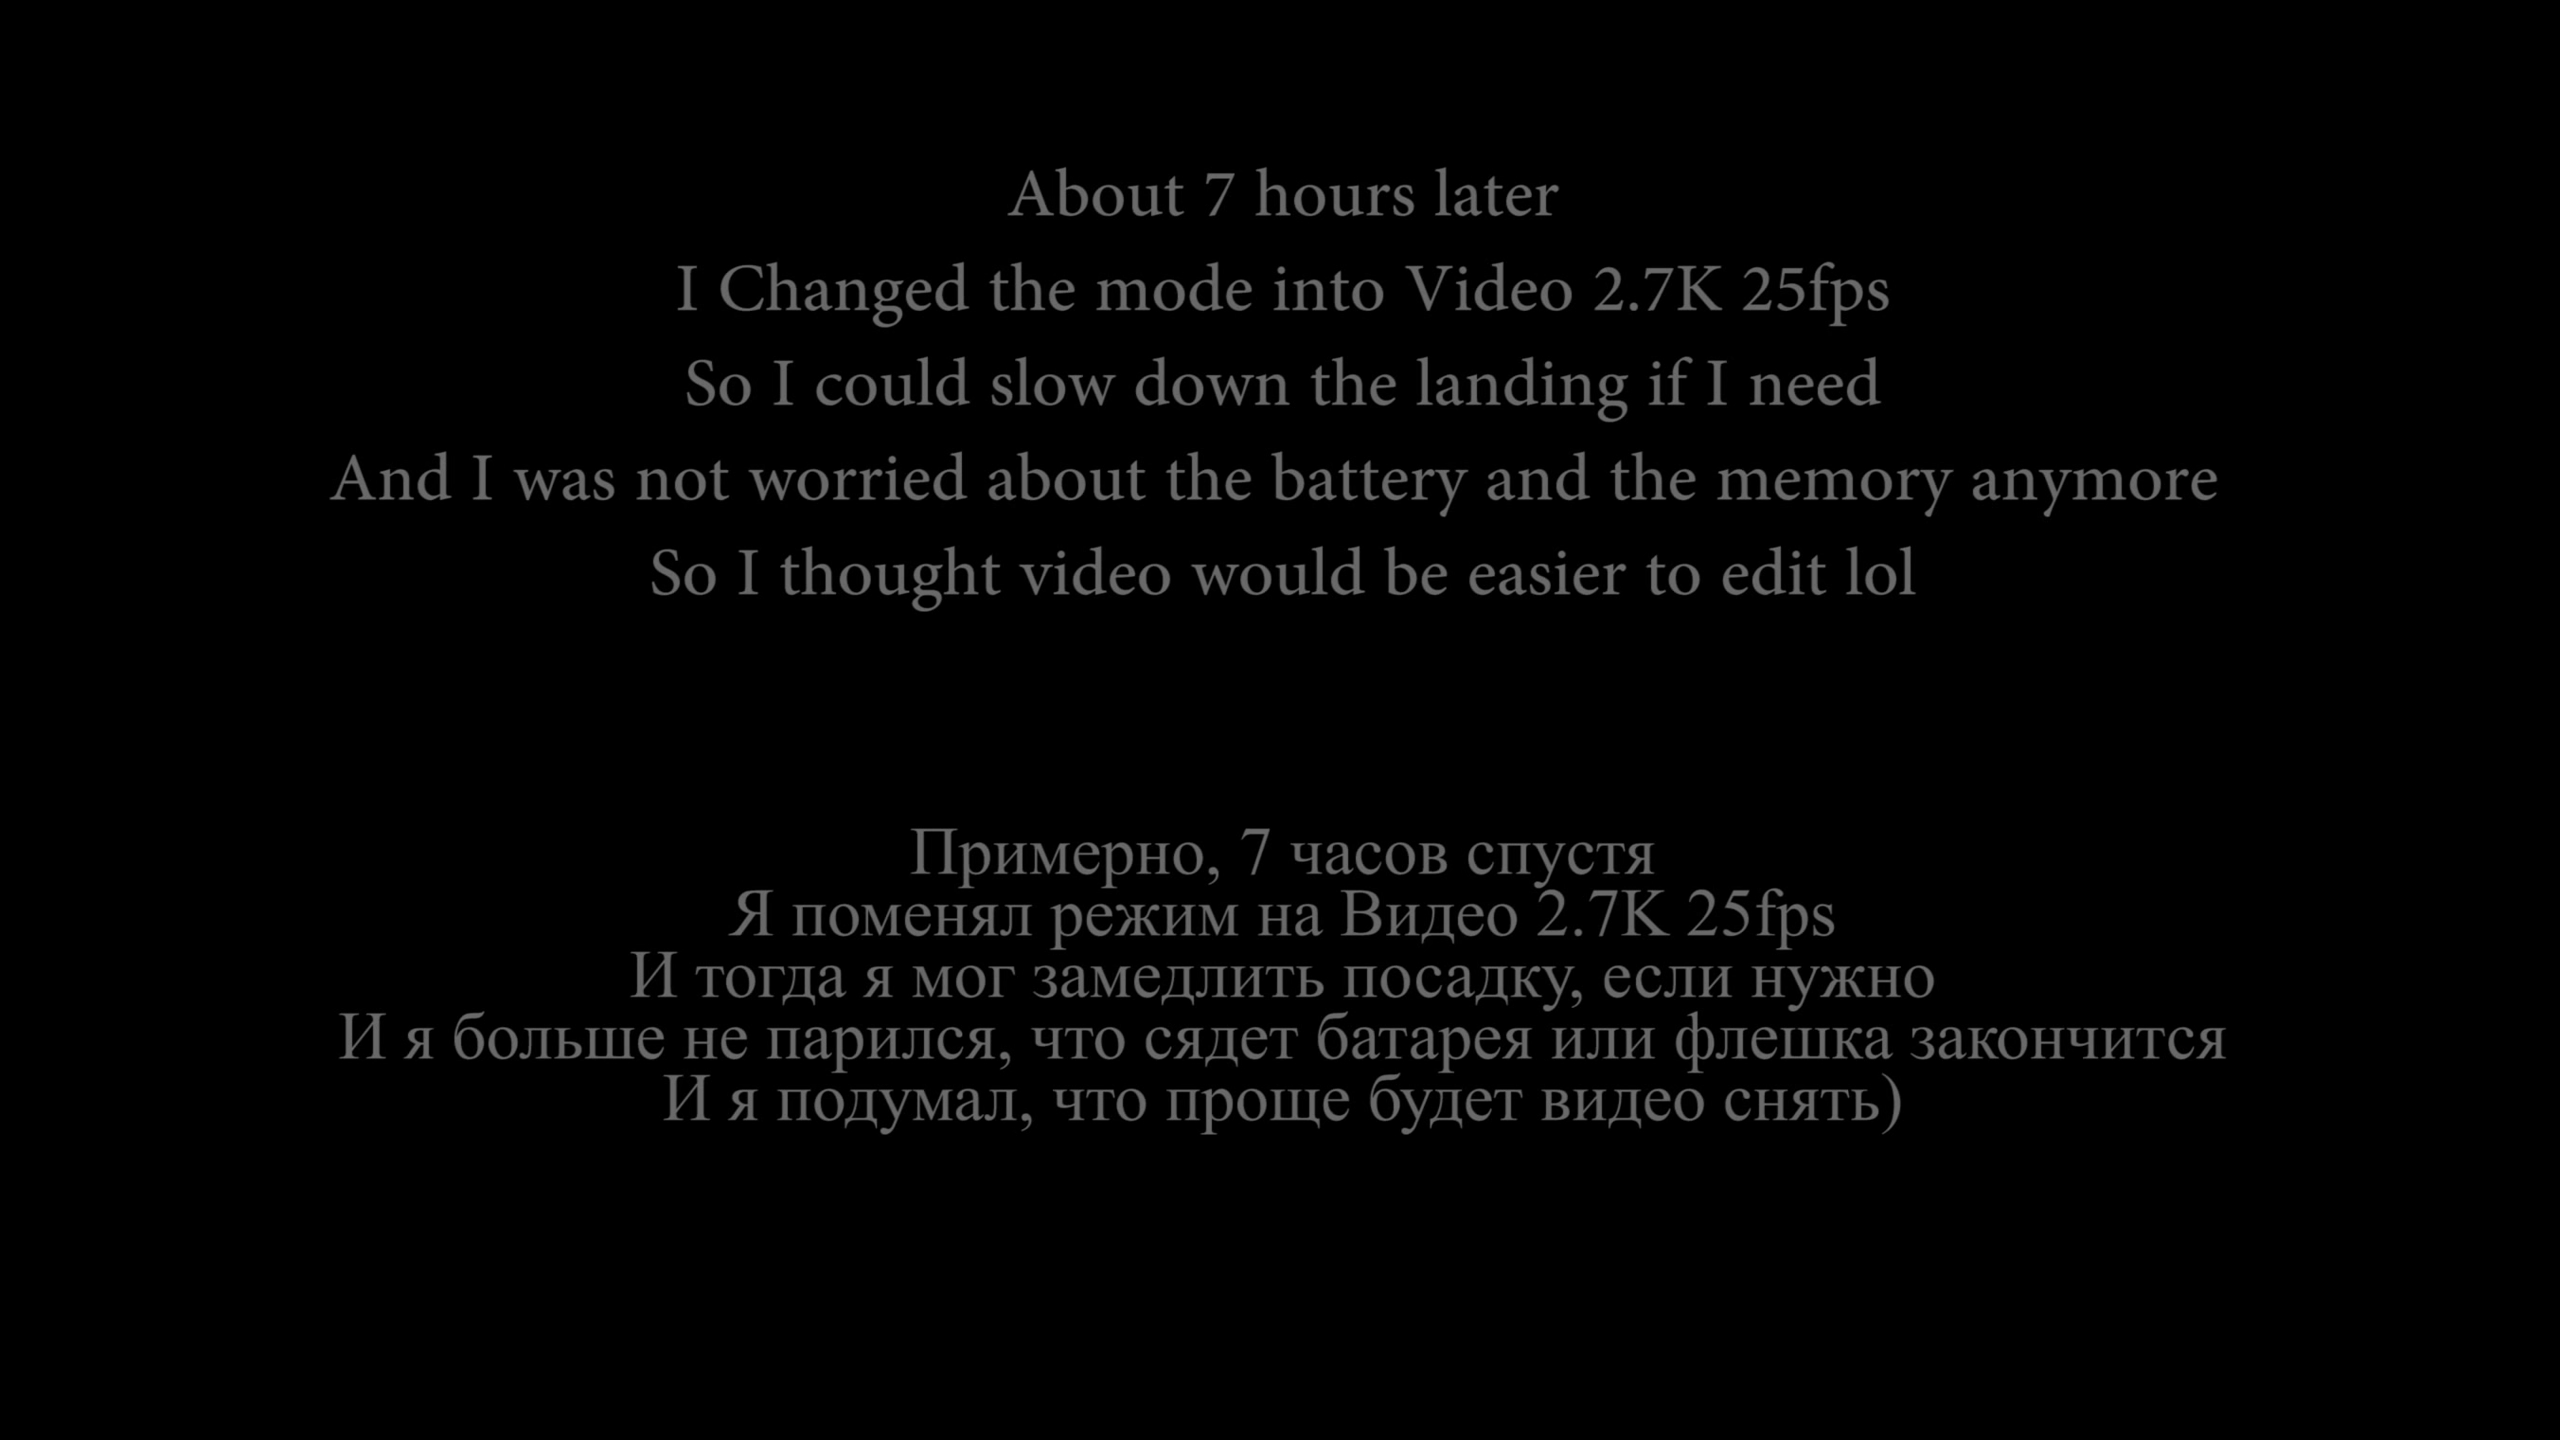 About 7 hours later
I Changed the mode into Video 2.7K 25fps
So I could slow down the landing if I need
And I was not worried about the battery and the memory anymore
So I thought video would be easier to edit lol
Примерно, 7 часов спустя
Я поменял режим на Видео 2.7K 25fps
И тогда я мог замедлить посадку, если нужно
И я больше не парился, что сядет батарея или флешка закончится
И я подумал, что проще будет видео снять)